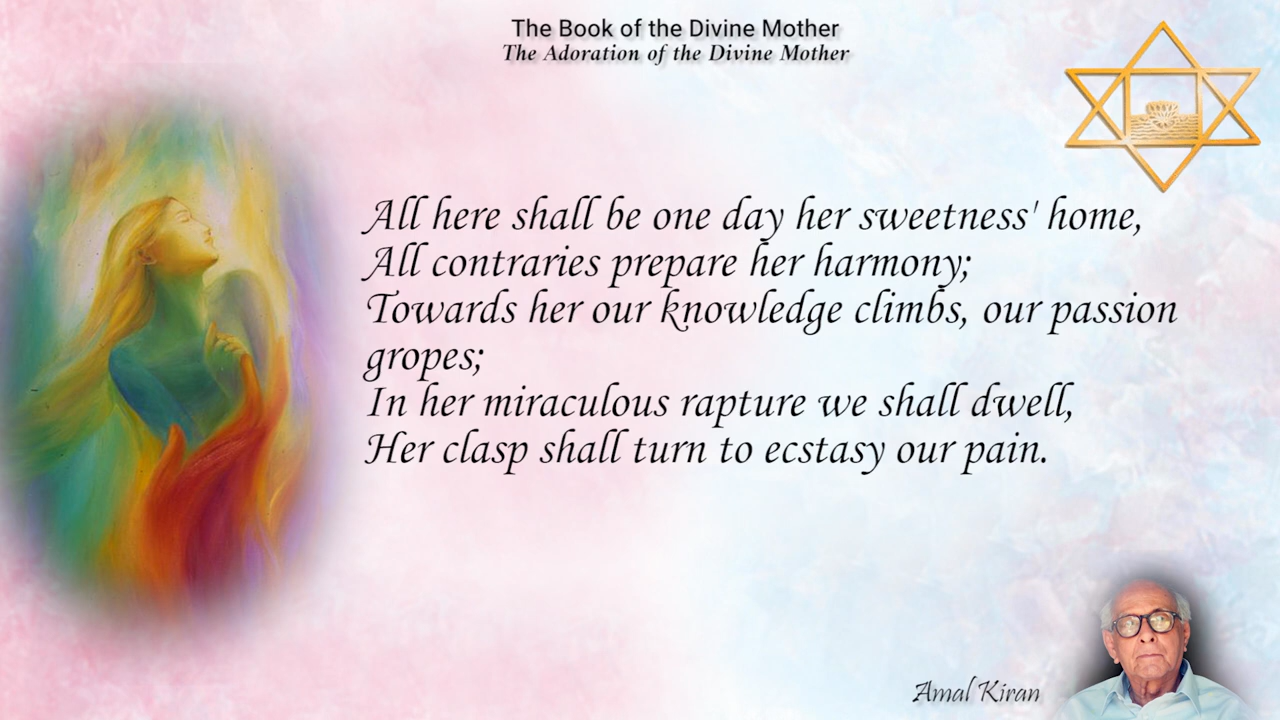 The Book of the Divine Mother
The Adoration of the Divine Mother
All here shall be one day her sweetness' home,
All contraries prepare her harmony;
Towards her our knowledge climbs, our passion
gropes;
In her miraculous rapture we shall dwell,
Her clasp shall turn to ecstasy our pain.
Amal Kiran